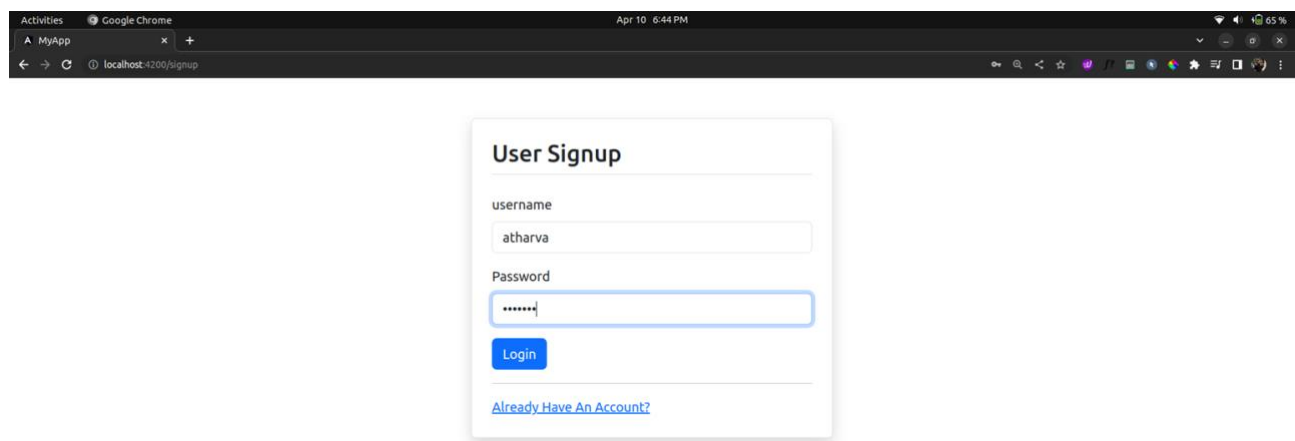 Activities Google Chrome Apr 10 6:44 PM 65 %
MyApp
localhost:4200/signup
User Signup
username
atharva
Password
•••••••
Login
Already Have An Account?